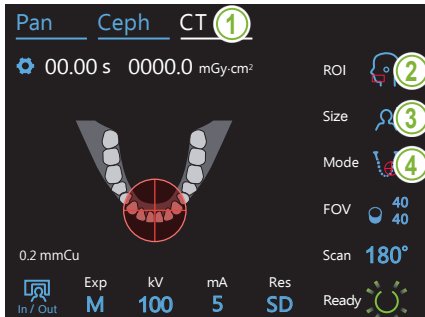 Pan Ceph CT 1
00.00 s 0000.0 mGy·cm²
ROI 2
Size 3
Mode 4
FOV 40
40
0.2 mmCu
Scan 180°
Exp kV mA Res
In / Out M 100 5 SD
Ready